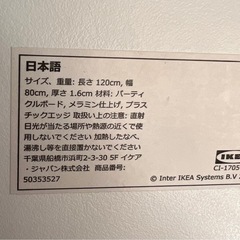 日本語
サイズ、重量: 長さ 120cm, 幅
80cm, 厚さ 1.6cm 材料: パーティ
クルボード, メラミン仕上げ, プラス
チックエッジ 取扱い上の注意: 直射
日光が当たる場所や熱源の近くで使
用しないでください 加熱したなべ、
湯沸し等を直接置かないでください
千葉県船橋市浜町2-3-30 5F イケア
・ジャパン株式会社 商品番号:
50353527
IKE
CI-1705
© Inter IKEA Systems B.V